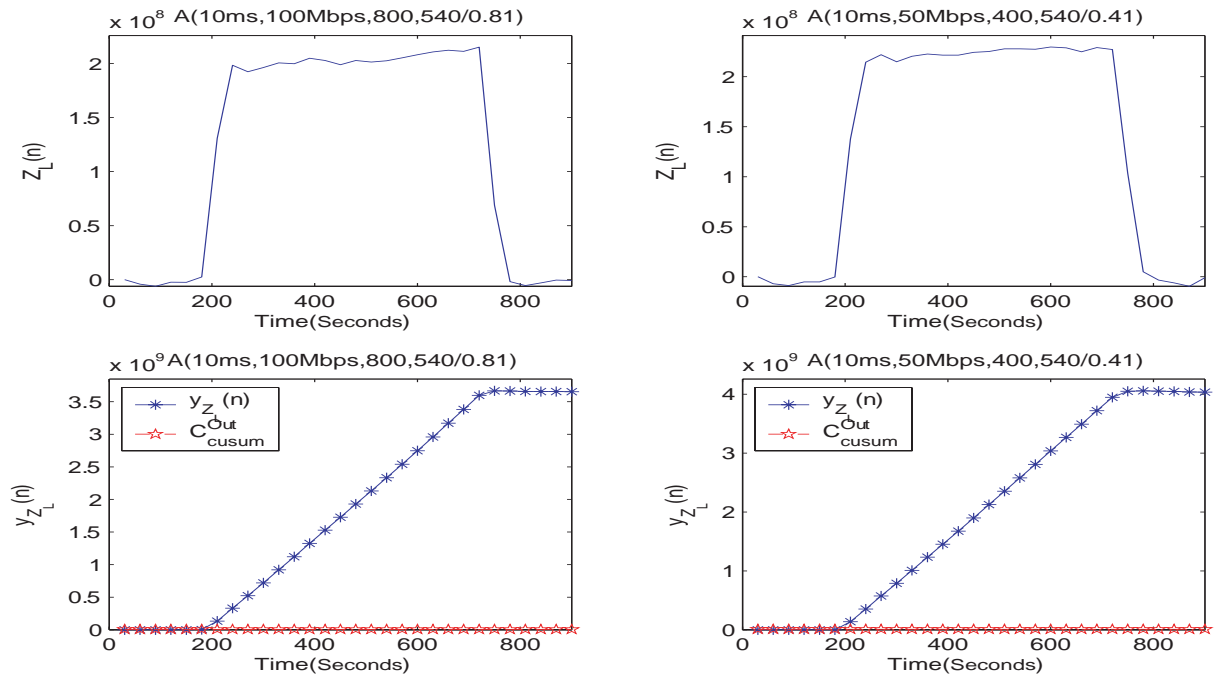 x 10^8 A(10ms,100Mbps,800,540/0.81)
2
1.5
1
0.5
0
Z_L(n)
0 200 400 600 800
Time(Seconds)
x 10^8 A(10ms,50Mbps,400,540/0.41)
2
1.5
1
0.5
0
Z_L(n)
0 200 400 600 800
Time(Seconds)
x 10^9 A(10ms,100Mbps,800,540/0.81)
3.5
3
2.5
2
1.5
1
0.5
0
y_{Z_L}(n)
y_{Z_L}(n)
C_{cusum}^{Out}
0 200 400 600 800
Time(Seconds)
x 10^9 A(10ms,50Mbps,400,540/0.41)
4
3
2
1
0
y_{Z_L}(n)
y_{Z_L}(n)
C_{cusum}^{Out}
0 200 400 600 800
Time(Seconds)